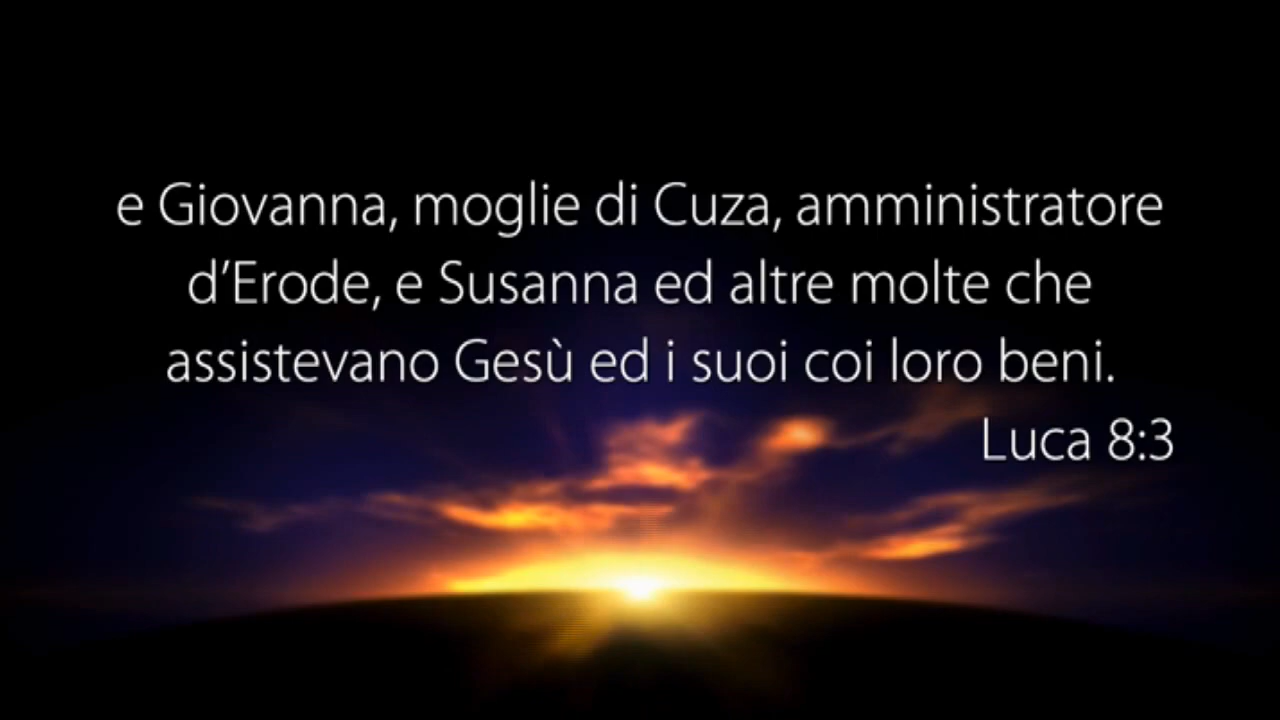 e Giovanna, moglie di Cuza, amministratore
d’Erode, e Susanna ed altre molte che
assistevano Gesù ed i suoi coi loro beni.
Luca 8:3